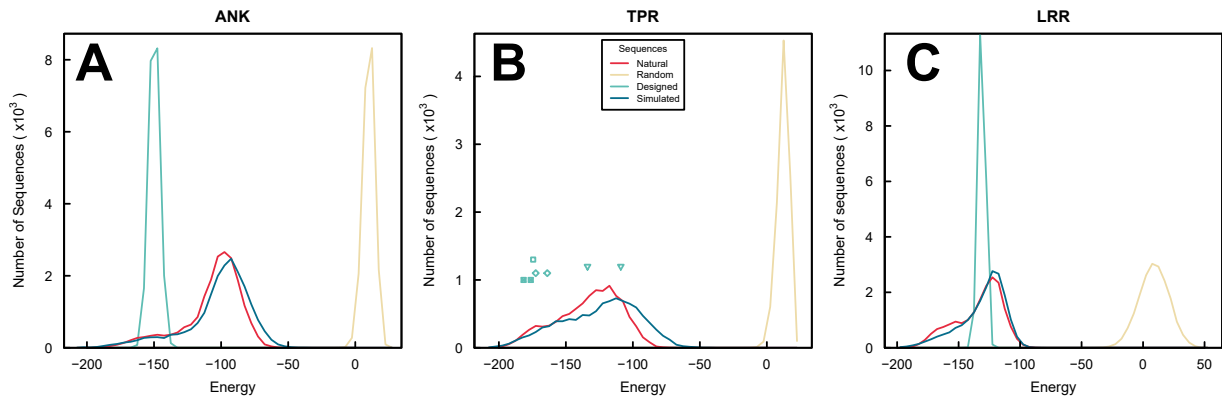 ANK
A
Number of Sequences ( x10³ )
8
6
4
2
0
−200
−150
−100
−50
0
Energy
TPR
B
Sequences
Natural
Random
Designed
Simulated
Number of sequences ( x10³ )
4
3
2
1
0
−200
−150
−100
−50
0
Energy
LRR
C
Number of sequences ( x10³ )
10
8
6
4
2
0
−200
−150
−100
−50
0
50
Energy